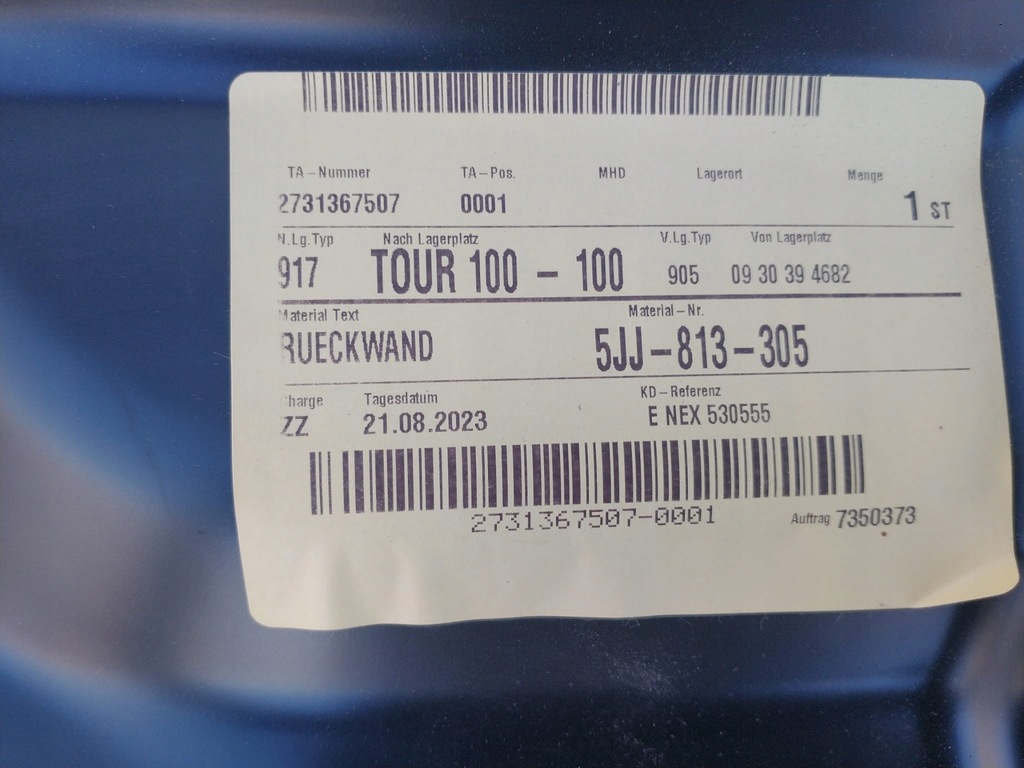 TA-Nummer TA-Pos. MHD Lagerort Menge
2731367507 0001 1 ST
N.Lg.Typ Nach Lagerplatz V.Lg.Typ Von Lagerplatz
917 TOUR 100 - 100 905 09 30 39 4682
Material Text Material-Nr.
RUECKWAND 5JJ-813-305
harge Tagesdatum KD-Referenz
ZZ 21.08.2023 E NEX 530555
2731367507-0001 Auftrag 7350373